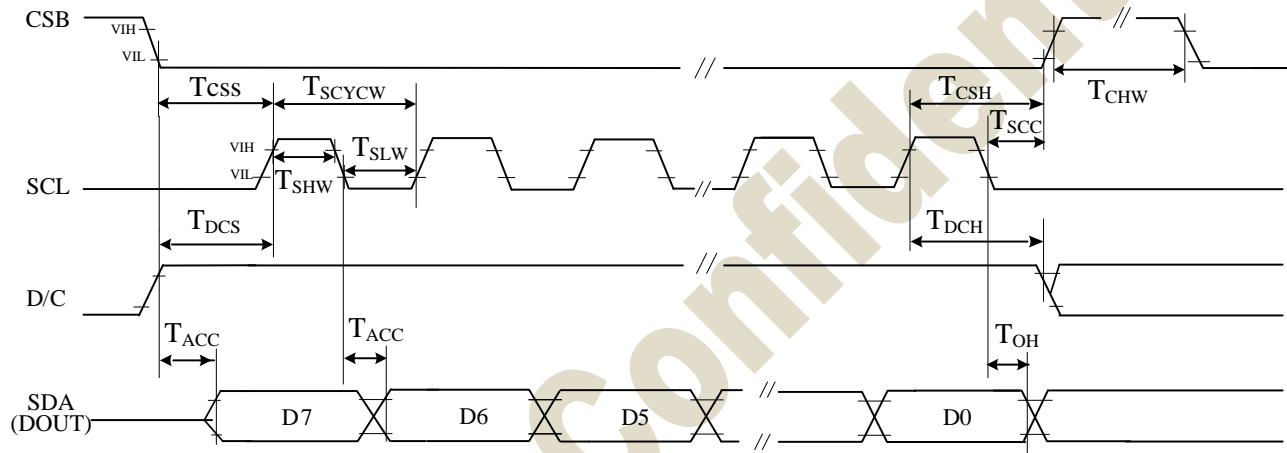 CSB
VIH
VIL
//
//
Tcss
TSCYCW
TCSH
TCHW
TSCC
SCL
VIH
VIL
TSHW
TSLW
//
TDCS
TDCH
D/C
//
TACC
TACC
TOH
SDA
(DOUT)
D7
D6
D5
//
//
D0
Confident